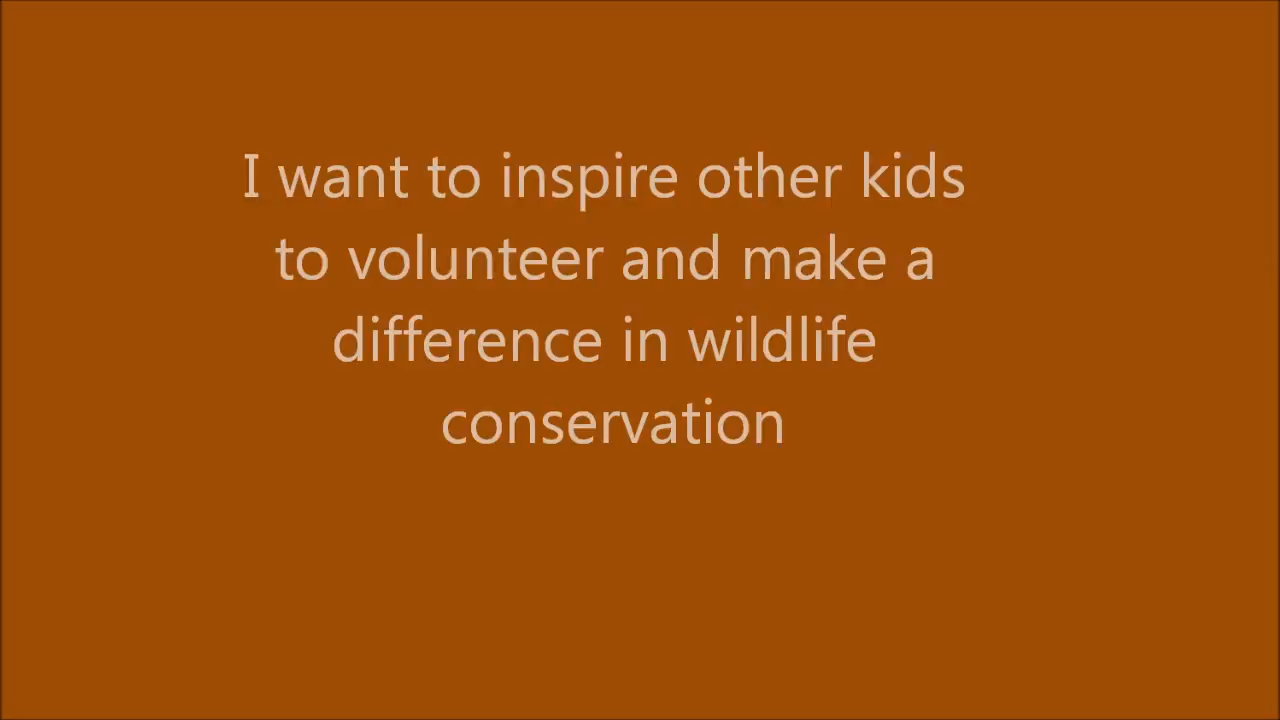 I want to inspire other kids
to volunteer and make a
difference in wildlife
conservation